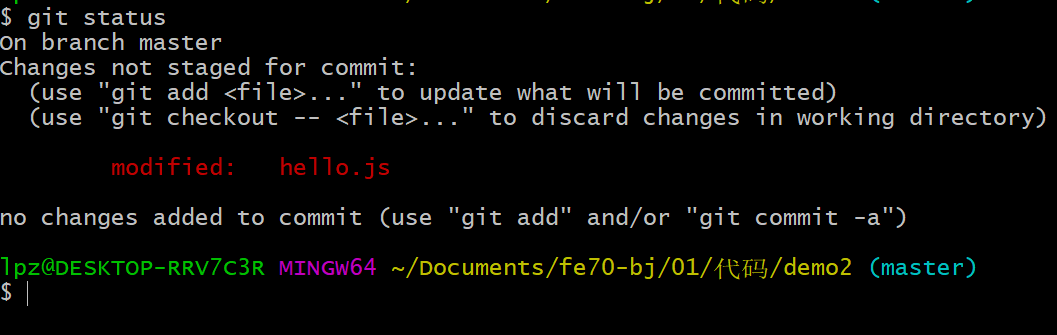 $ git status
On branch master
Changes not staged for commit:
  (use "git add <file>..." to update what will be committed)
  (use "git checkout -- <file>..." to discard changes in working directory)

        modified:   hello.js

no changes added to commit (use "git add" and/or "git commit -a")

lpz@DESKTOP-RRV7C3R MINGW64 ~/Documents/fe70-bj/01/代码/demo2 (master)
$